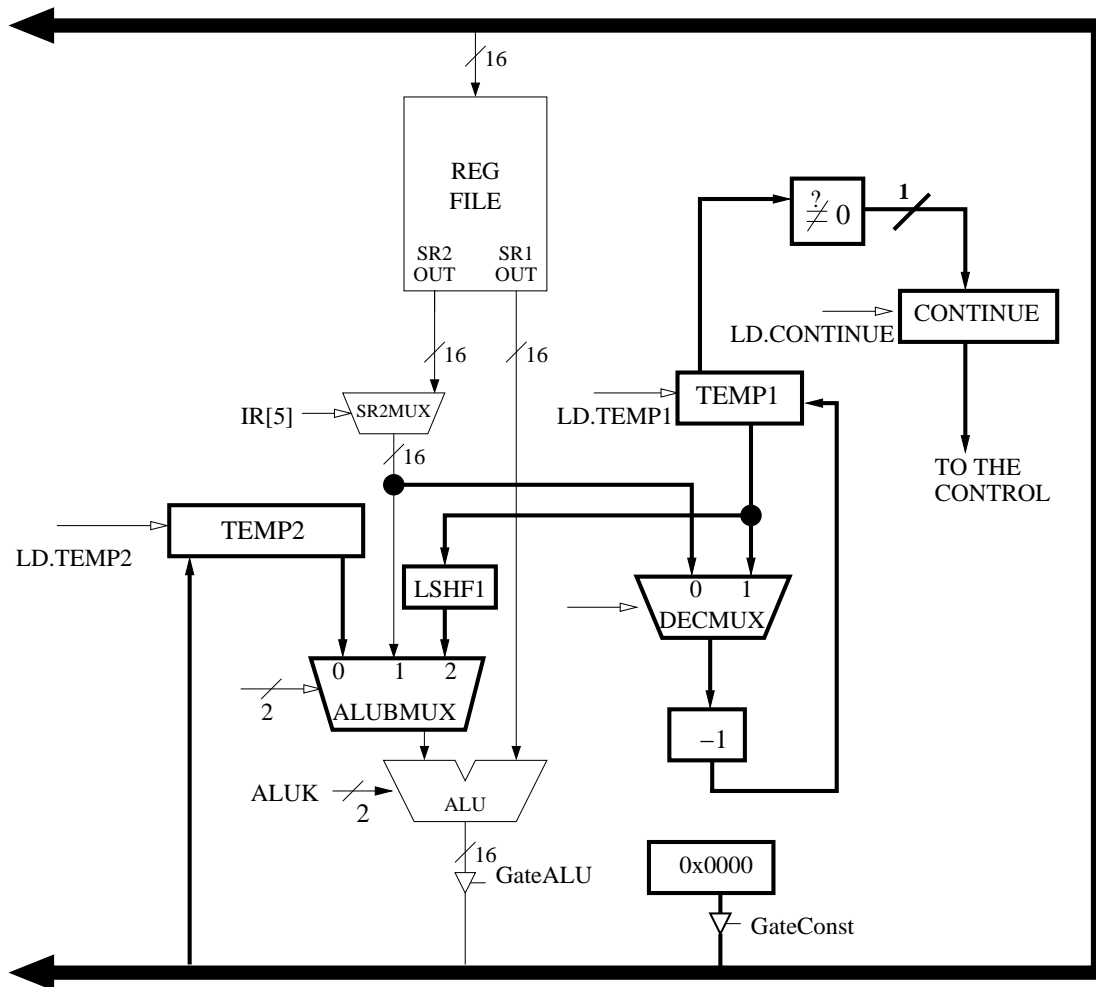 16
REG
FILE
SR2
OUT
SR1
OUT
?
≠ 0
1
CONTINUE
LD.CONTINUE
16
16
TEMP1
LD.TEMP1
IR[5]
SR2MUX
16
TO THE
CONTROL
TEMP2
LD.TEMP2
LSHF1
0 1
DECMUX
0 1 2
ALUBMUX
2
–1
ALUK
2
ALU
16
GateALU
0x0000
GateConst